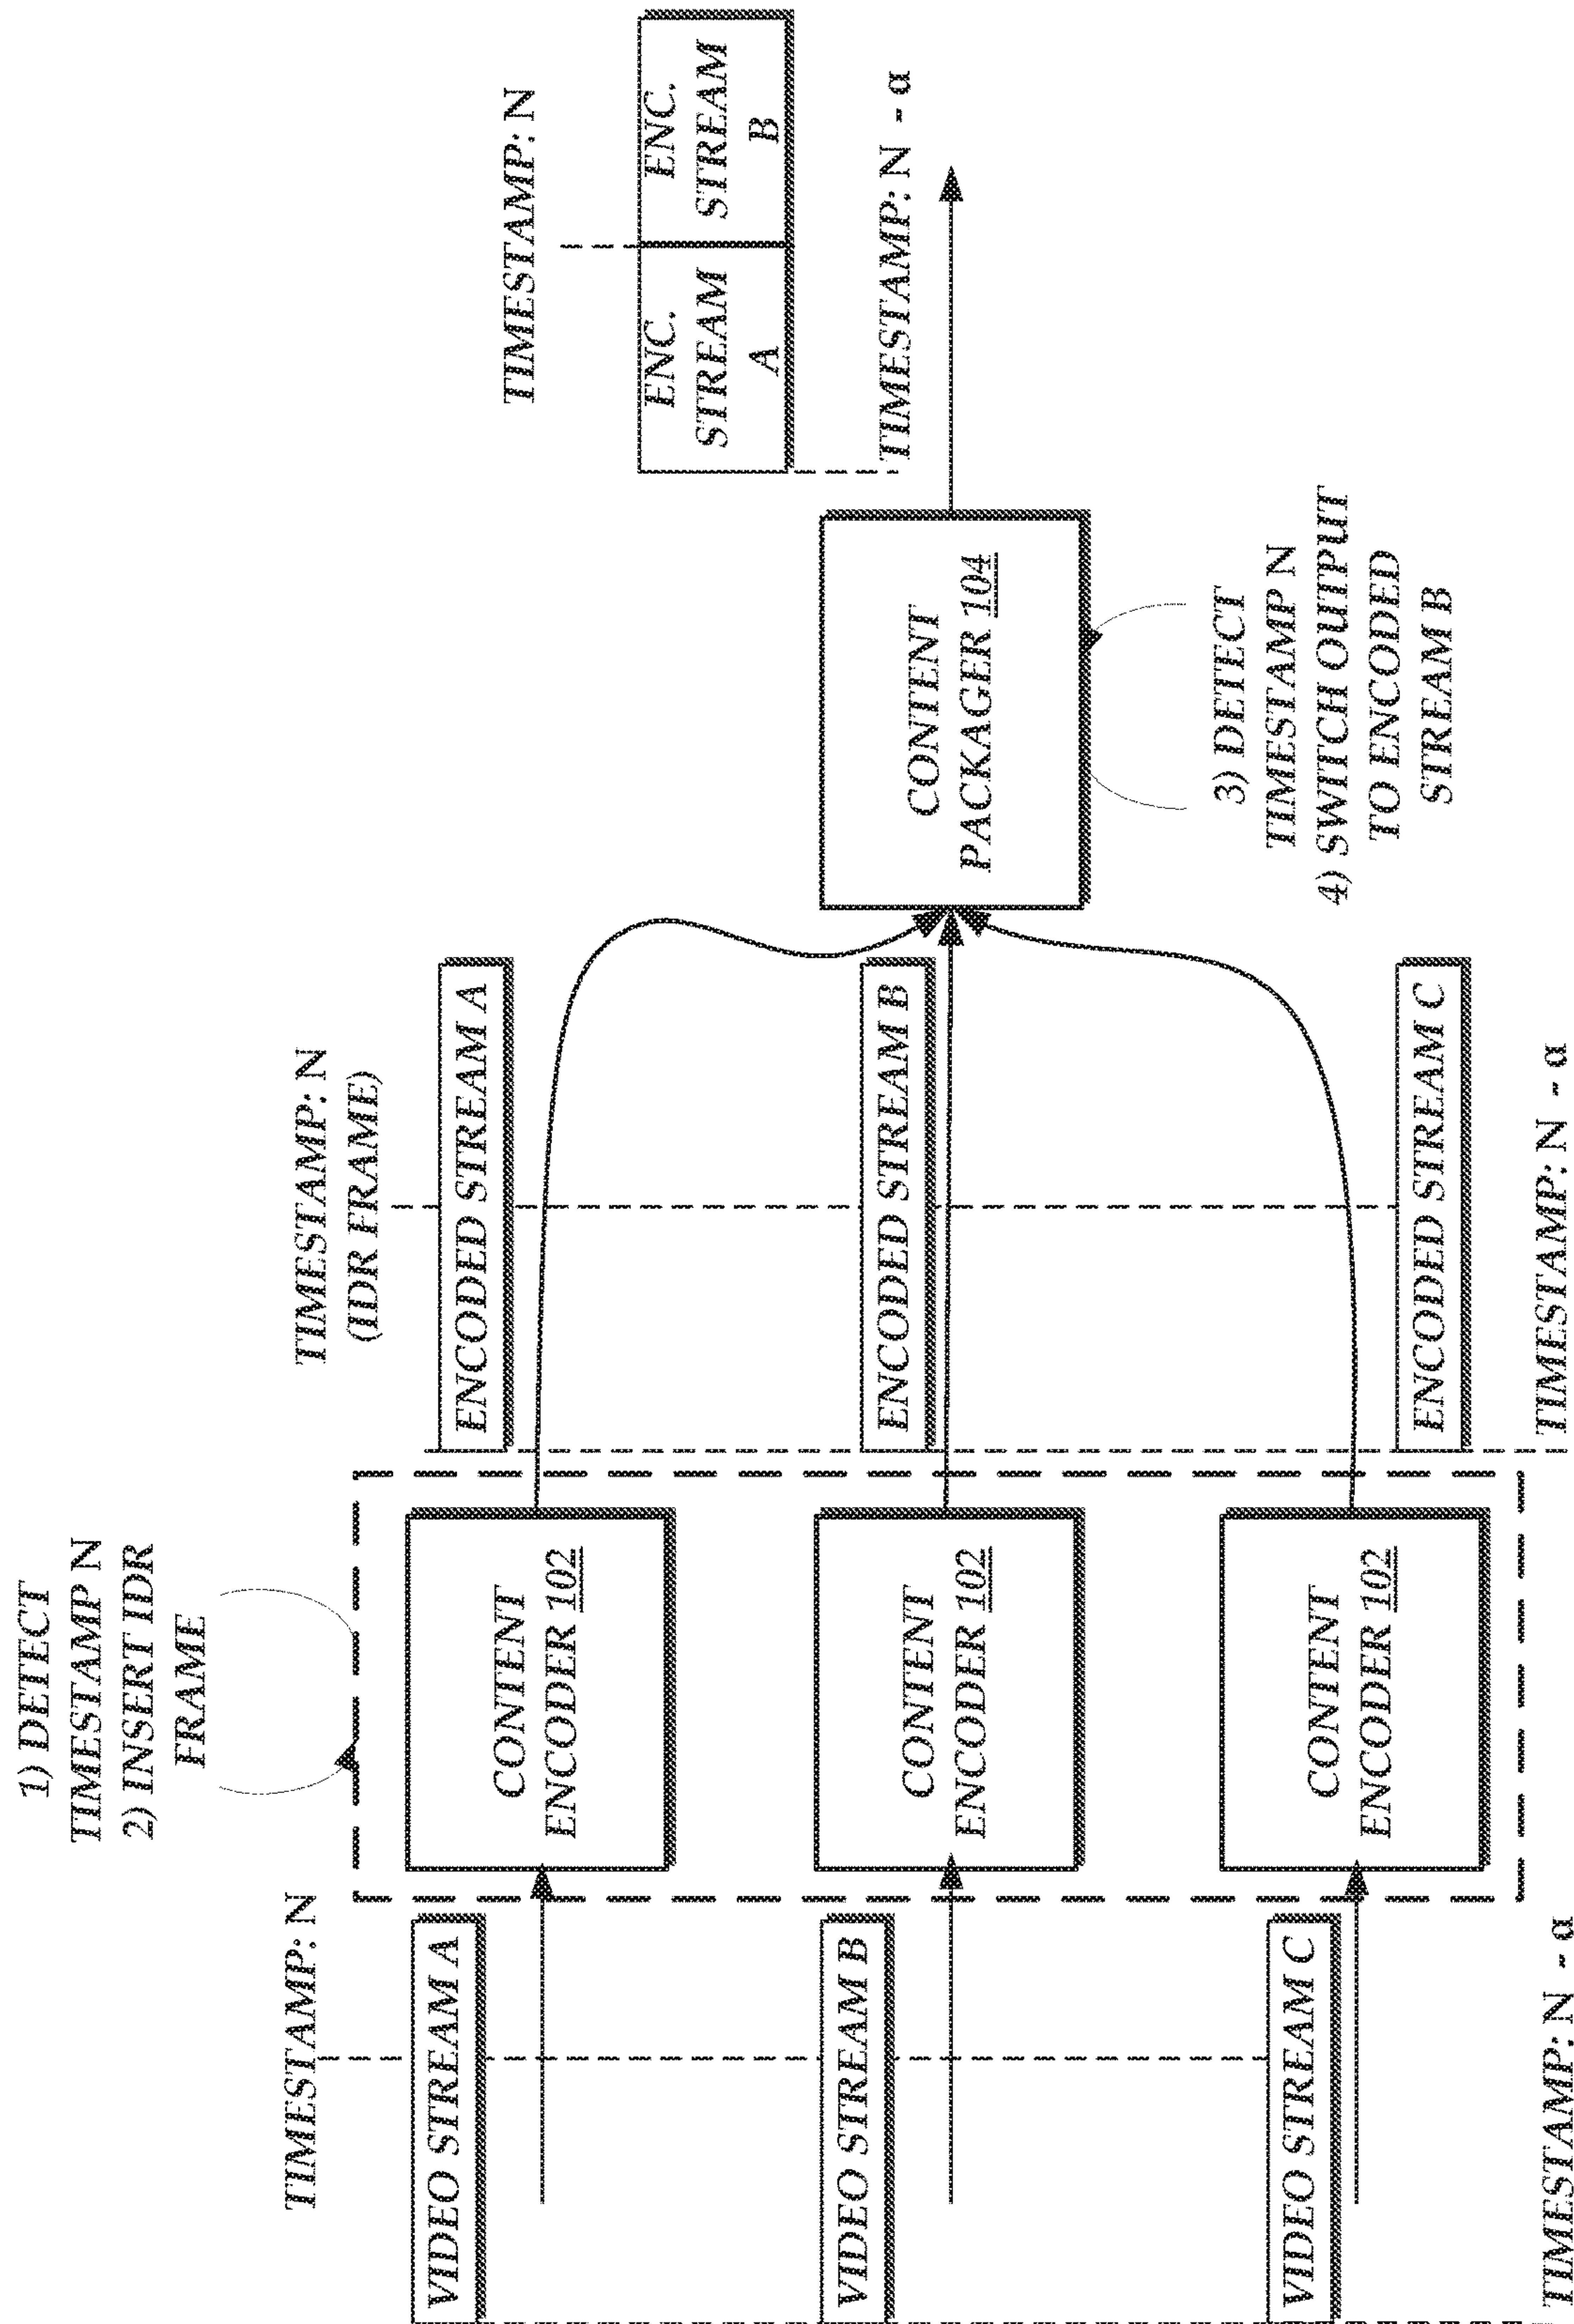 TIMESTAMP: N
VIDEO STREAM A
VIDEO STREAM B
VIDEO STREAM C
TIMESTAMP: N - α
1) DETECT
TIMESTAMP N
2) INSERT IDR
FRAME
CONTENT
ENCODER 102
CONTENT
ENCODER 102
CONTENT
ENCODER 102
TIMESTAMP: N
(IDR FRAME)
ENCODED STREAM A
ENCODED STREAM B
ENCODED STREAM C
TIMESTAMP: N - α
CONTENT
PACKAGER 104
3) DETECT
TIMESTAMP N
4) SWITCH OUTPUT
TO ENCODED
STREAM B
TIMESTAMP: N
ENC.
STREAM
A
ENC.
STREAM
B
TIMESTAMP: N - α